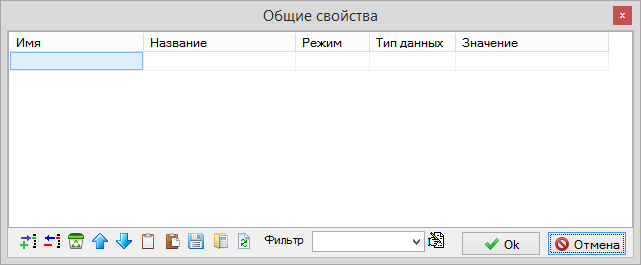 Общие свойства
x
Имя Название Режим Тип данных Значение
Фильтр Ok Отмена